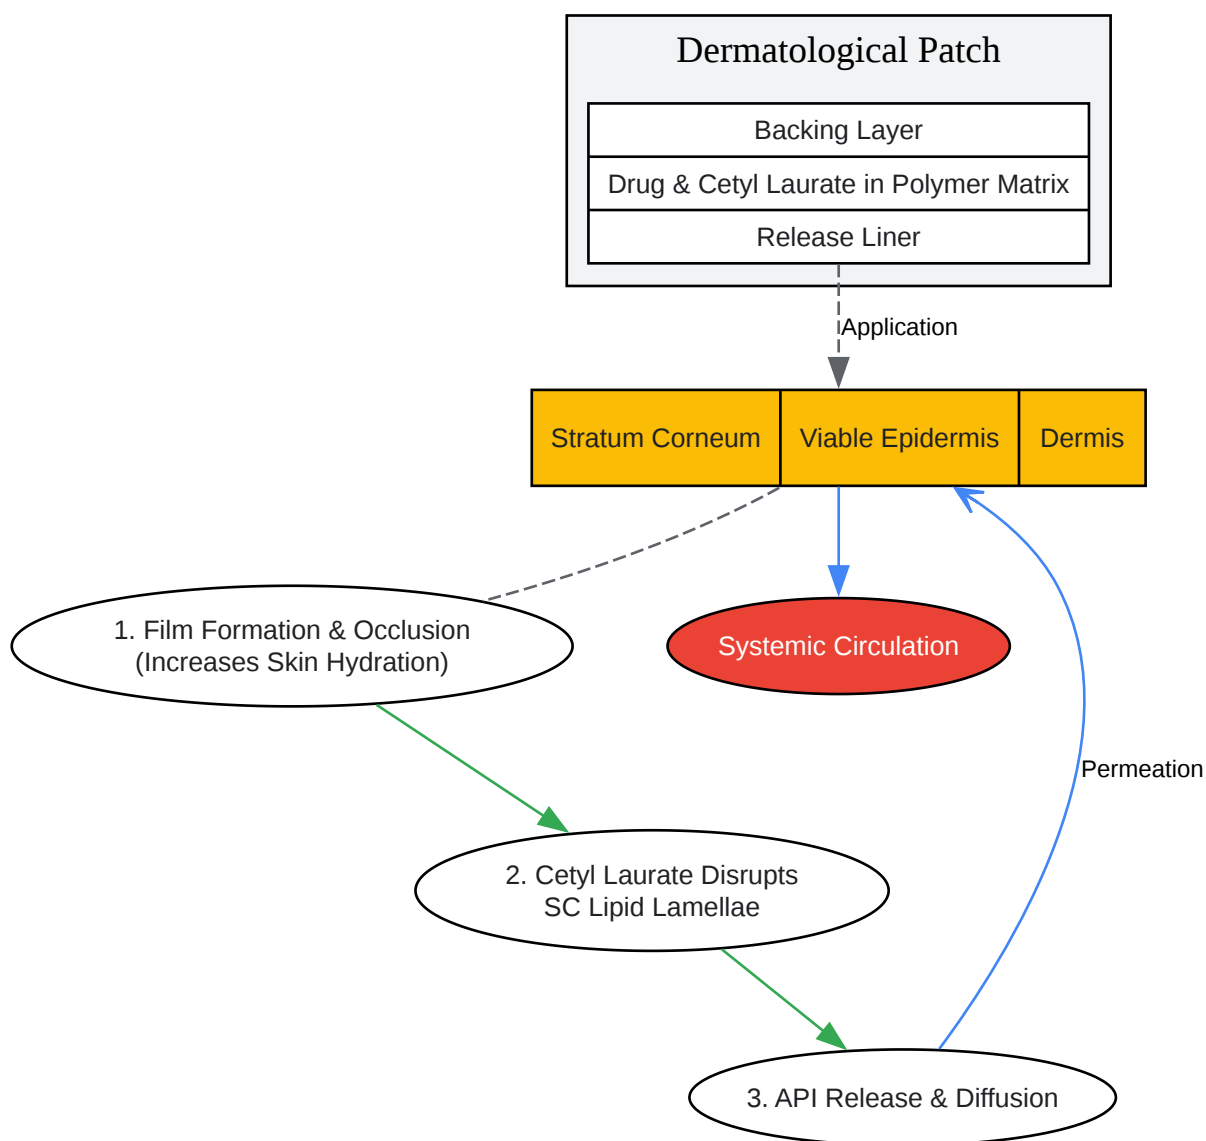 Dermatological Patch
Backing Layer
Drug & Cetyl Laurate in Polymer Matrix
Release Liner
Application
Stratum Corneum
Viable Epidermis
Dermis
1. Film Formation & Occlusion
(Increases Skin Hydration)
Systemic Circulation
Permeation
2. Cetyl Laurate Disrupts
SC Lipid Lamellae
3. API Release & Diffusion